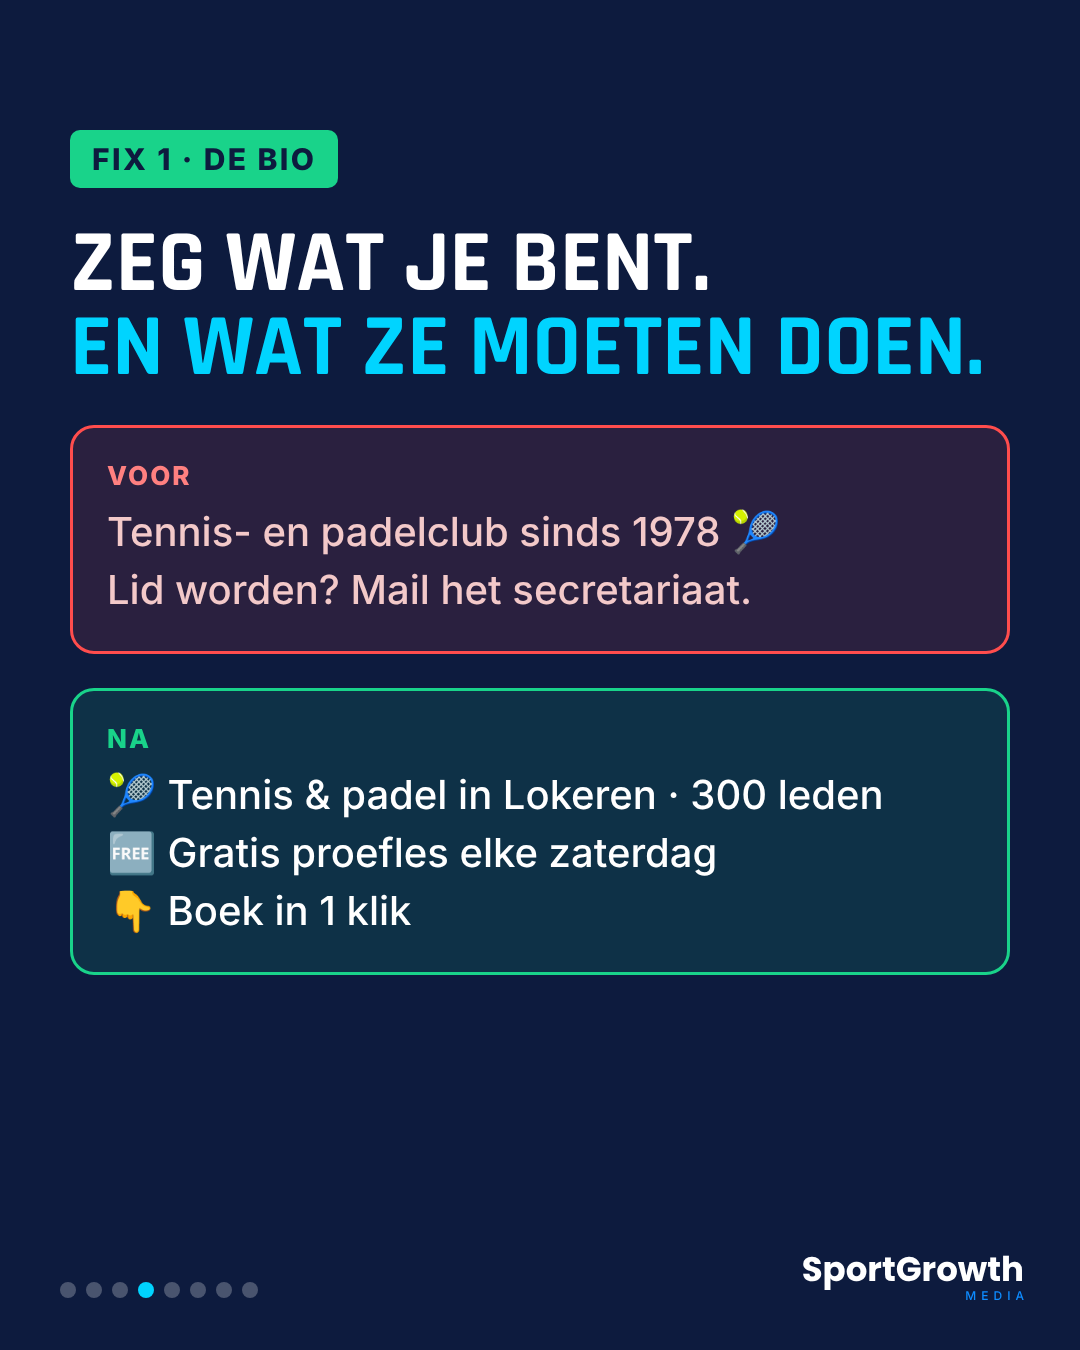 FIX 1 · DE BIO
ZEG WAT JE BENT.
EN WAT ZE MOETEN DOEN.
VOOR
Tennis- en padelclub sinds 1978 🎾
Lid worden? Mail het secretariaat.
NA
🎾 Tennis & padel in Lokeren · 300 leden
🆓 Gratis proefles elke zaterdag
👇 Boek in 1 klik
SportGrowth
MEDIA